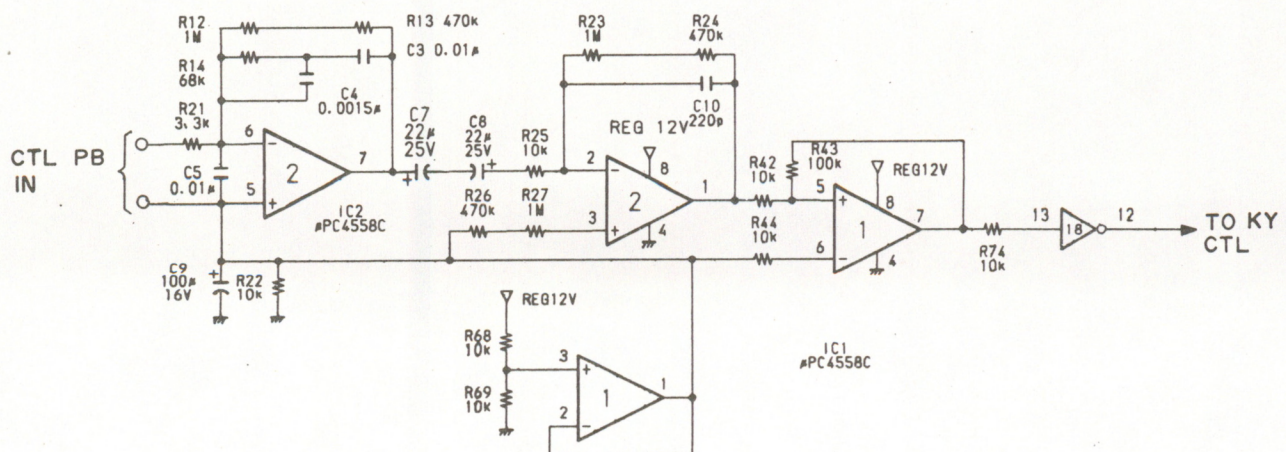 R12
1M
R13 470k
C3 0.01μ
R14
68k
C4
0.0015μ
R21
3.3k
CTL PB
IN
6
C5
0.01μ
5
2
7
IC2
μPC4558C
C7
22μ
25V
+
C8
22μ
25V
+
R25
10k
R26
470k
R27
1M
R23
1M
R24
470k
C10
220p
REG 12V
8
2
3
2
1
4
R42
10k
R43
100k
R44
10k
REG12V
8
5
6
1
7
4
R74
10k
13
18
12
TO KY
CTL
C9
100μ
16V
+
R22
10k
REG12V
R68
10k
R69
10k
3
2
1
1
IC1
μPC4558C